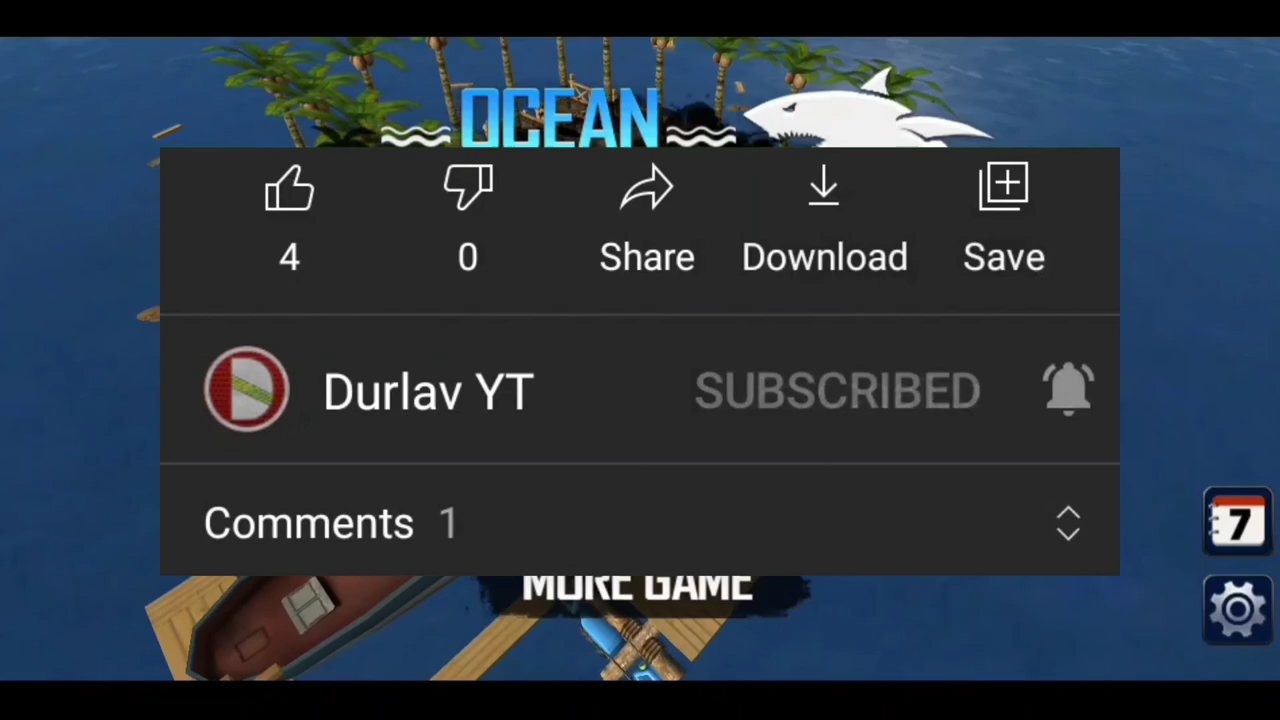 OCEAN
4 0 Share Download Save
Durlav YT SUBSCRIBED
Comments 1
7
MORE GAME